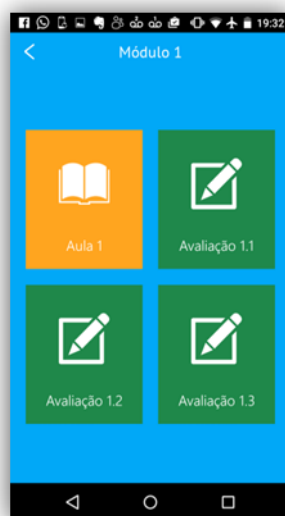 19:32
Módulo 1
Aula 1
Avaliação 1.1
Avaliação 1.2
Avaliação 1.3